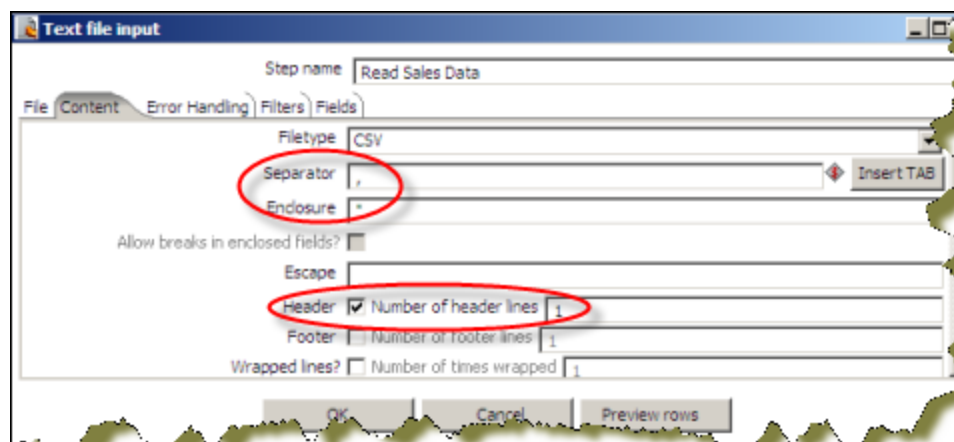 Text file input
Step name Read Sales Data
File Content Error Handling Filters Fields
Filetype CSV
Separator , Insert TAB
Enclosure "
Allow breaks in enclosed fields?
Escape
Header Number of header lines 1
Footer Number of footer lines 1
Wrapped lines? Number of times wrapped 1
OK Cancel Preview rows